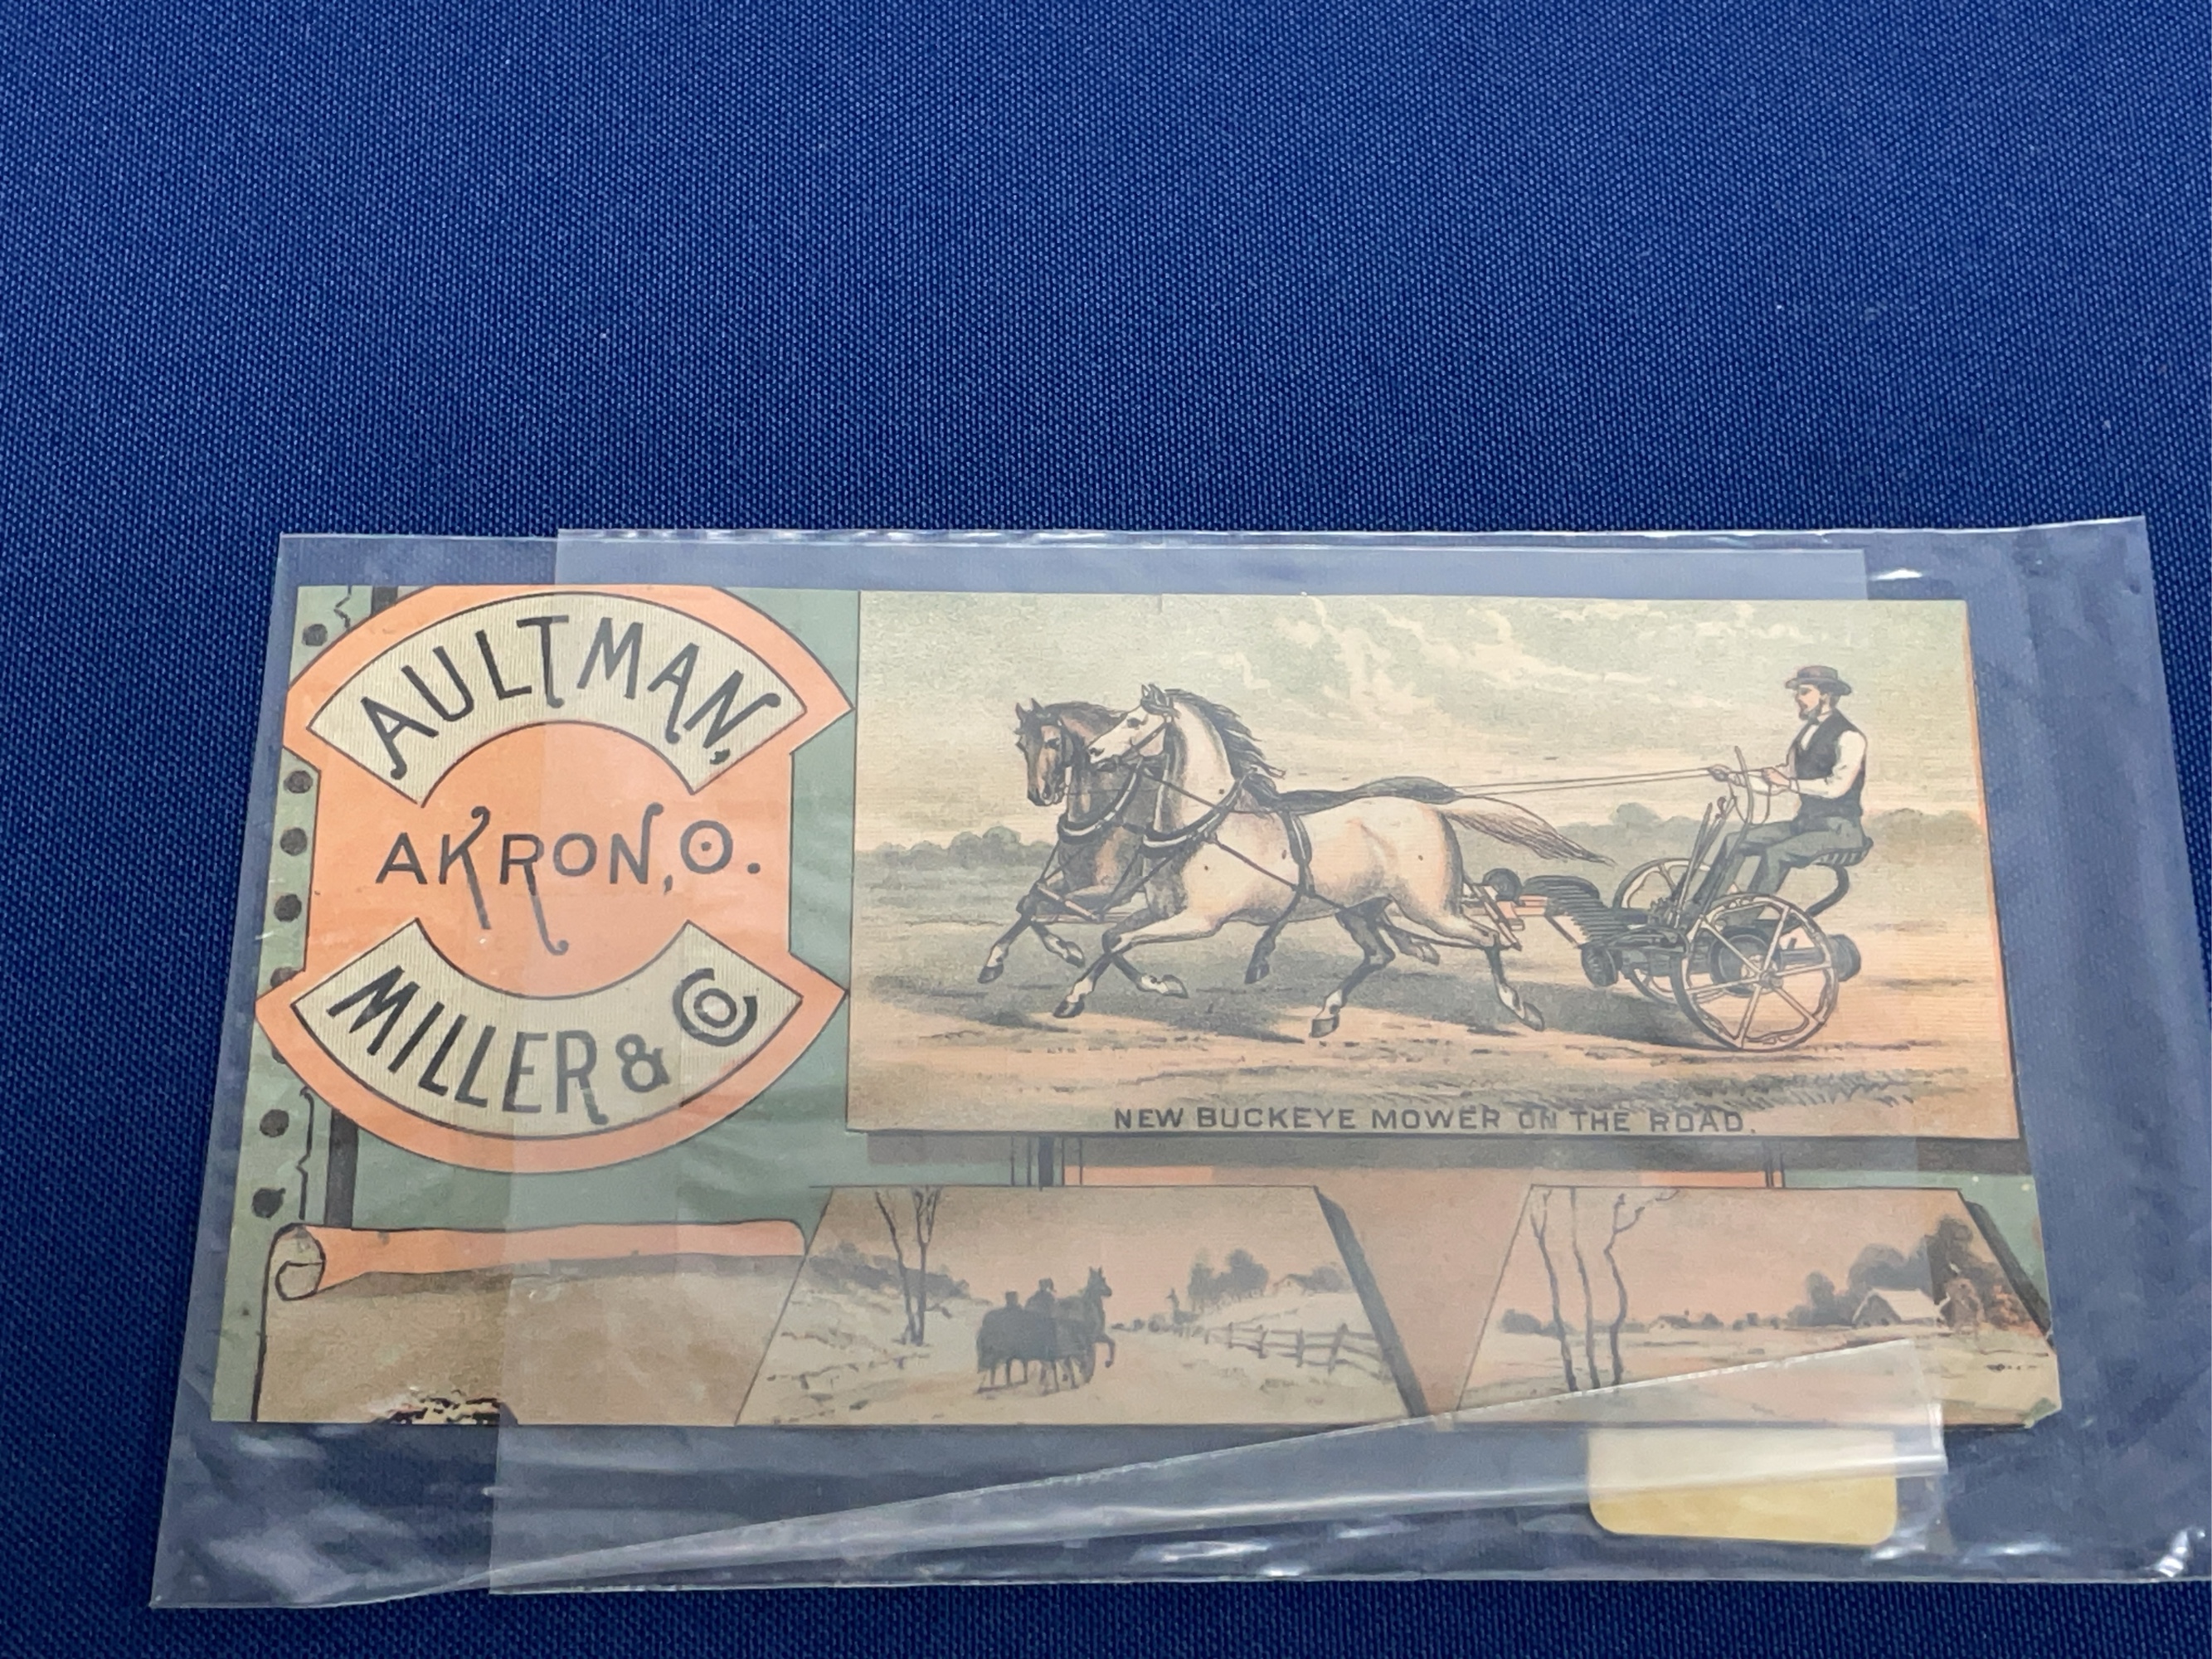 AULTMAN,
AKRON, O.
MILLER & CO
NEW BUCKEYE MOWER ON THE ROAD.